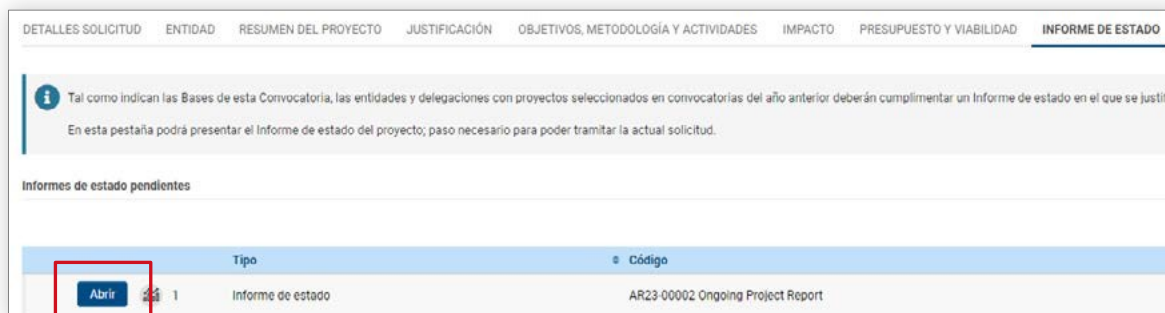 DETALLES SOLICITUD ENTIDAD RESUMEN DEL PROYECTO JUSTIFICACIÓN OBJETIVOS, METODOLOGÍA Y ACTIVIDADES IMPACTO PRESUPUESTO Y VIABILIDAD INFORME DE ESTADO
Tal como indican las Bases de esta Convocatoria, las entidades y delegaciones con proyectos seleccionados en convocatorias del año anterior deberán cumplimentar un Informe de estado en el que se justi
En esta pestaña podrá presentar el Informe de estado del proyecto; paso necesario para poder tramitar la actual solicitud.
Informes de estado pendientes
Tipo Código
Abrir 1 Informe de estado AR23-00002 Ongoing Project Report